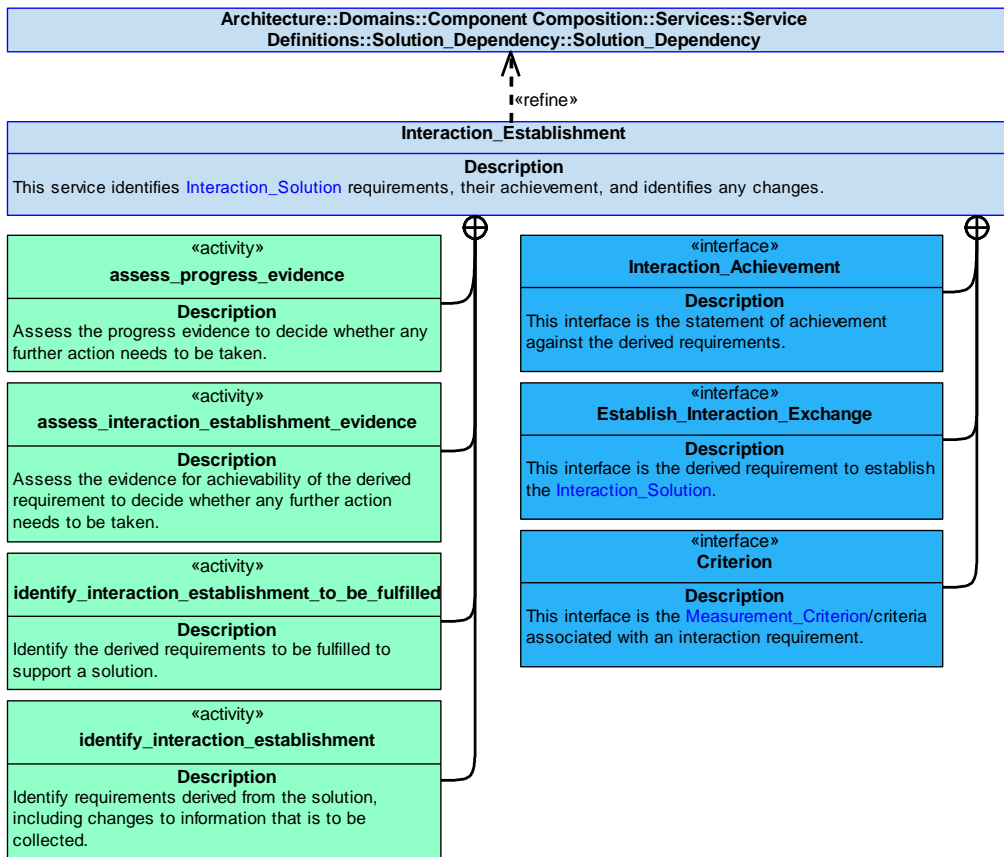 Architecture::Domains::Component Composition::Services::Service
Definitions::Solution_Dependency::Solution_Dependency
«refine»
Interaction_Establishment
Description
This service identifies Interaction_Solution requirements, their achievement, and identifies any changes.
«activity»
assess_progress_evidence
Description
Assess the progress evidence to decide whether any
further action needs to be taken.
«activity»
assess_interaction_establishment_evidence
Description
Assess the evidence for achievability of the derived
requirement to decide whether any further action
needs to be taken.
«activity»
identify_interaction_establishment_to_be_fulfilled
Description
Identify the derived requirements to be fulfilled to
support a solution.
«activity»
identify_interaction_establishment
Description
Identify requirements derived from the solution,
including changes to information that is to be
collected.
«interface»
Interaction_Achievement
Description
This interface is the statement of achievement
against the derived requirements.
«interface»
Establish_Interaction_Exchange
Description
This interface is the derived requirement to establish
the Interaction_Solution.
«interface»
Criterion
Description
This interface is the Measurement_Criterion/criteria
associated with an interaction requirement.